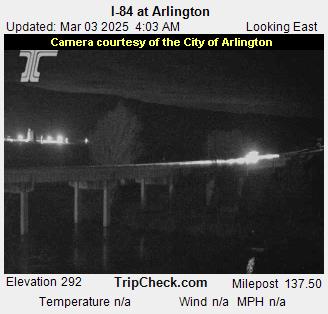 I-84 at Arlington
Updated: Mar 03 2025 4:03 AM Looking East
Camera courtesy of the City of Arlington
Elevation 292 TripCheck.com Milepost 137.50
Temperature n/a Wind n/a MPH n/a